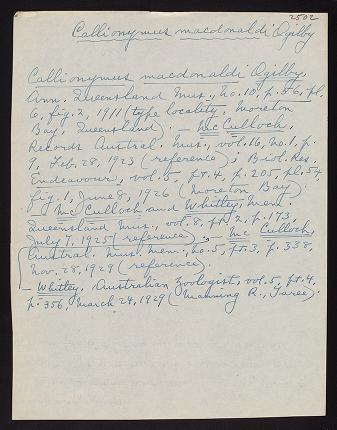 2502
Callionymus macdonaldi Ogilby
Callionymus macdonaldi Ogilby,
Ann. Queensland Mus., no. 10, p. 56, pl.
6, fig. 2, 1911 (type locality: Moreton
Bay, Queensland). — McCulloch,
Records Austral. Mus., vol. 16, no. 1, p.
9, Feb. 28, 1923 (reference); Biol. Res.
Endeavour, vol. 5, pt. 4, p. 205, pl. 54,
fig. 1, June 8, 1926 (Moreton Bay).
— McCulloch and Whitley, Mem.
Queensland Mus., vol. 8, pt. 2, p. 173,
July 7, 1925 (reference). — McCulloch,
Austral. Mus. Mem., no. 5, pt. 3, p. 338,
Nov. 28, 1929 (reference).
— Whitley, Australian Zoologist, vol. 5, pt. 4,
p. 356, March 24, 1929 (Manning R., Taree).